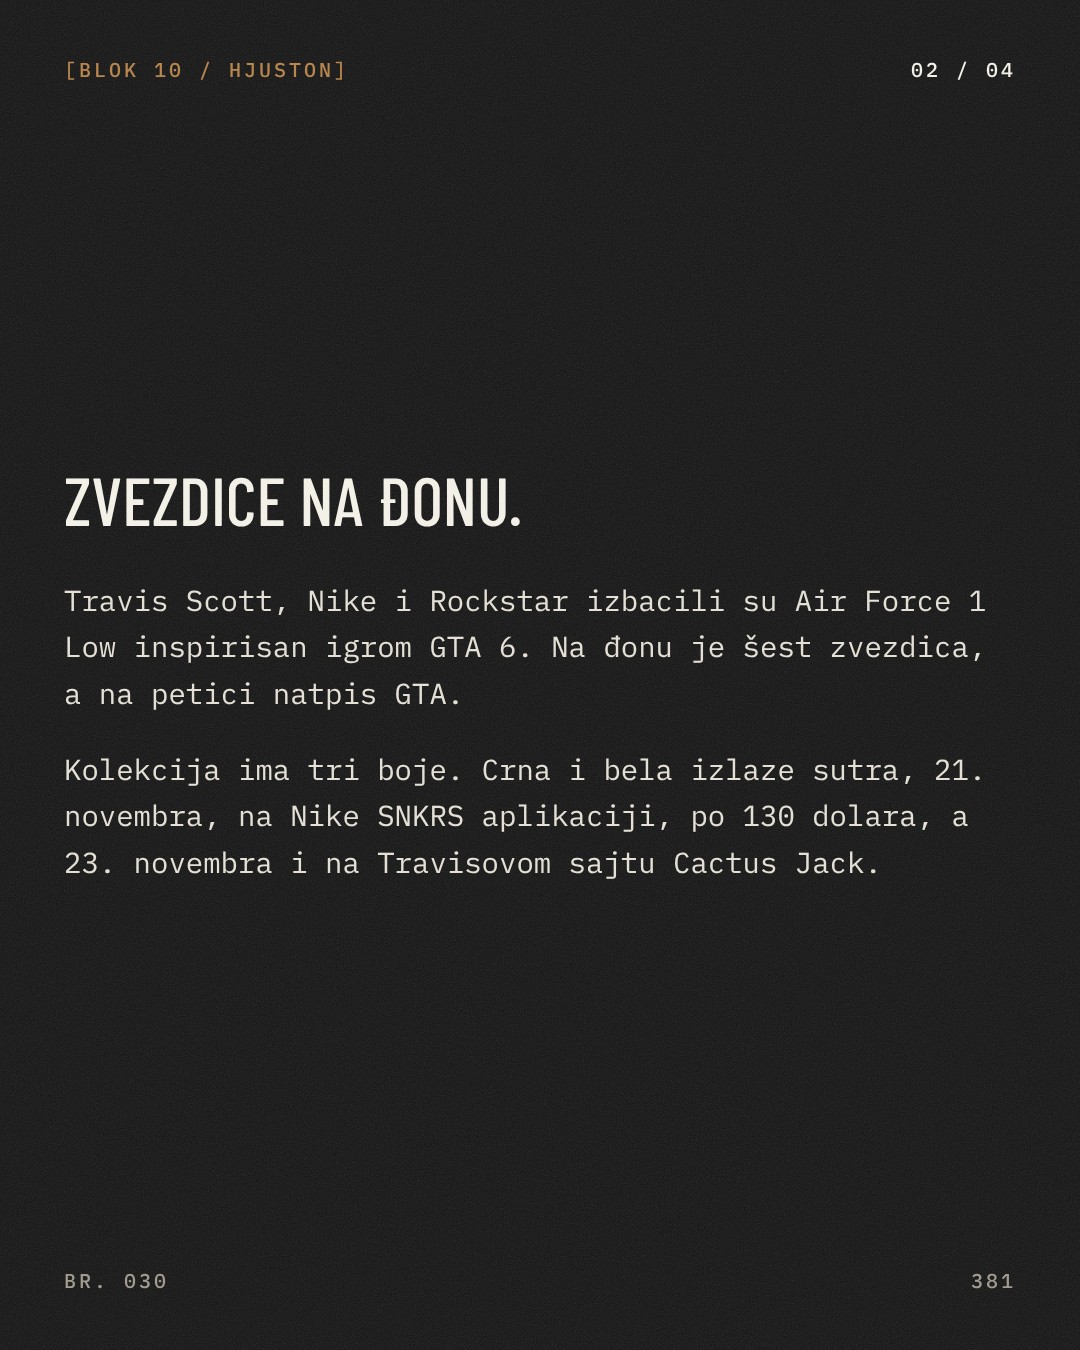 [BLOK 10 / HJUSTON]
02 / 04
ZVEZDICE NA ĐONU.
Travis Scott, Nike i Rockstar izbacili su Air Force 1
Low inspirisan igrom GTA 6. Na đonu je šest zvezdica,
a na petici natpis GTA.
Kolekcija ima tri boje. Crna i bela izlaze sutra, 21.
novembra, na Nike SNKRS aplikaciji, po 130 dolara, a
23. novembra i na Travisovom sajtu Cactus Jack.
BR. 030
381